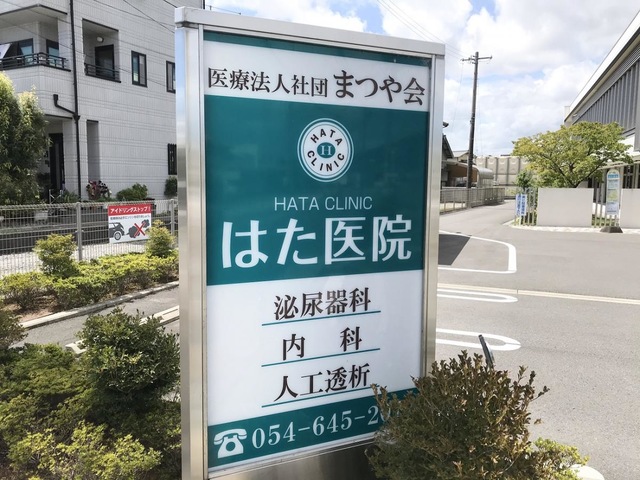 医療法人社団 まつや会
HATA
H
CLINIC
HATA CLINIC
はた医院
泌尿器科
内 科
人工透析
054-645-2
アイドリングストップ!